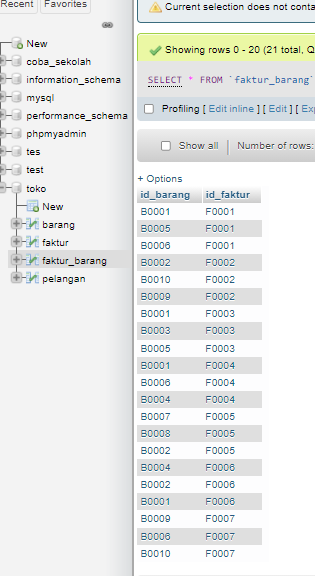 Recent Favorites
New
coba_sekolah
information_schema
mysql
performance_schema
phpmyadmin
tes
test
toko
New
barang
faktur
faktur_barang
pelangan
Current selection does not conta
Showing rows 0 - 20 (21 total, Q
SELECT * FROM `faktur_barang`
Profiling [ Edit inline ] [ Edit ] [ Exp
Show all Number of rows:
+ Options
id_barang id_faktur
B0001 F0001
B0005 F0001
B0006 F0001
B0002 F0002
B0010 F0002
B0009 F0002
B0001 F0003
B0003 F0003
B0005 F0003
B0001 F0004
B0006 F0004
B0004 F0004
B0007 F0005
B0008 F0005
B0002 F0005
B0004 F0006
B0002 F0006
B0001 F0006
B0009 F0007
B0006 F0007
B0010 F0007